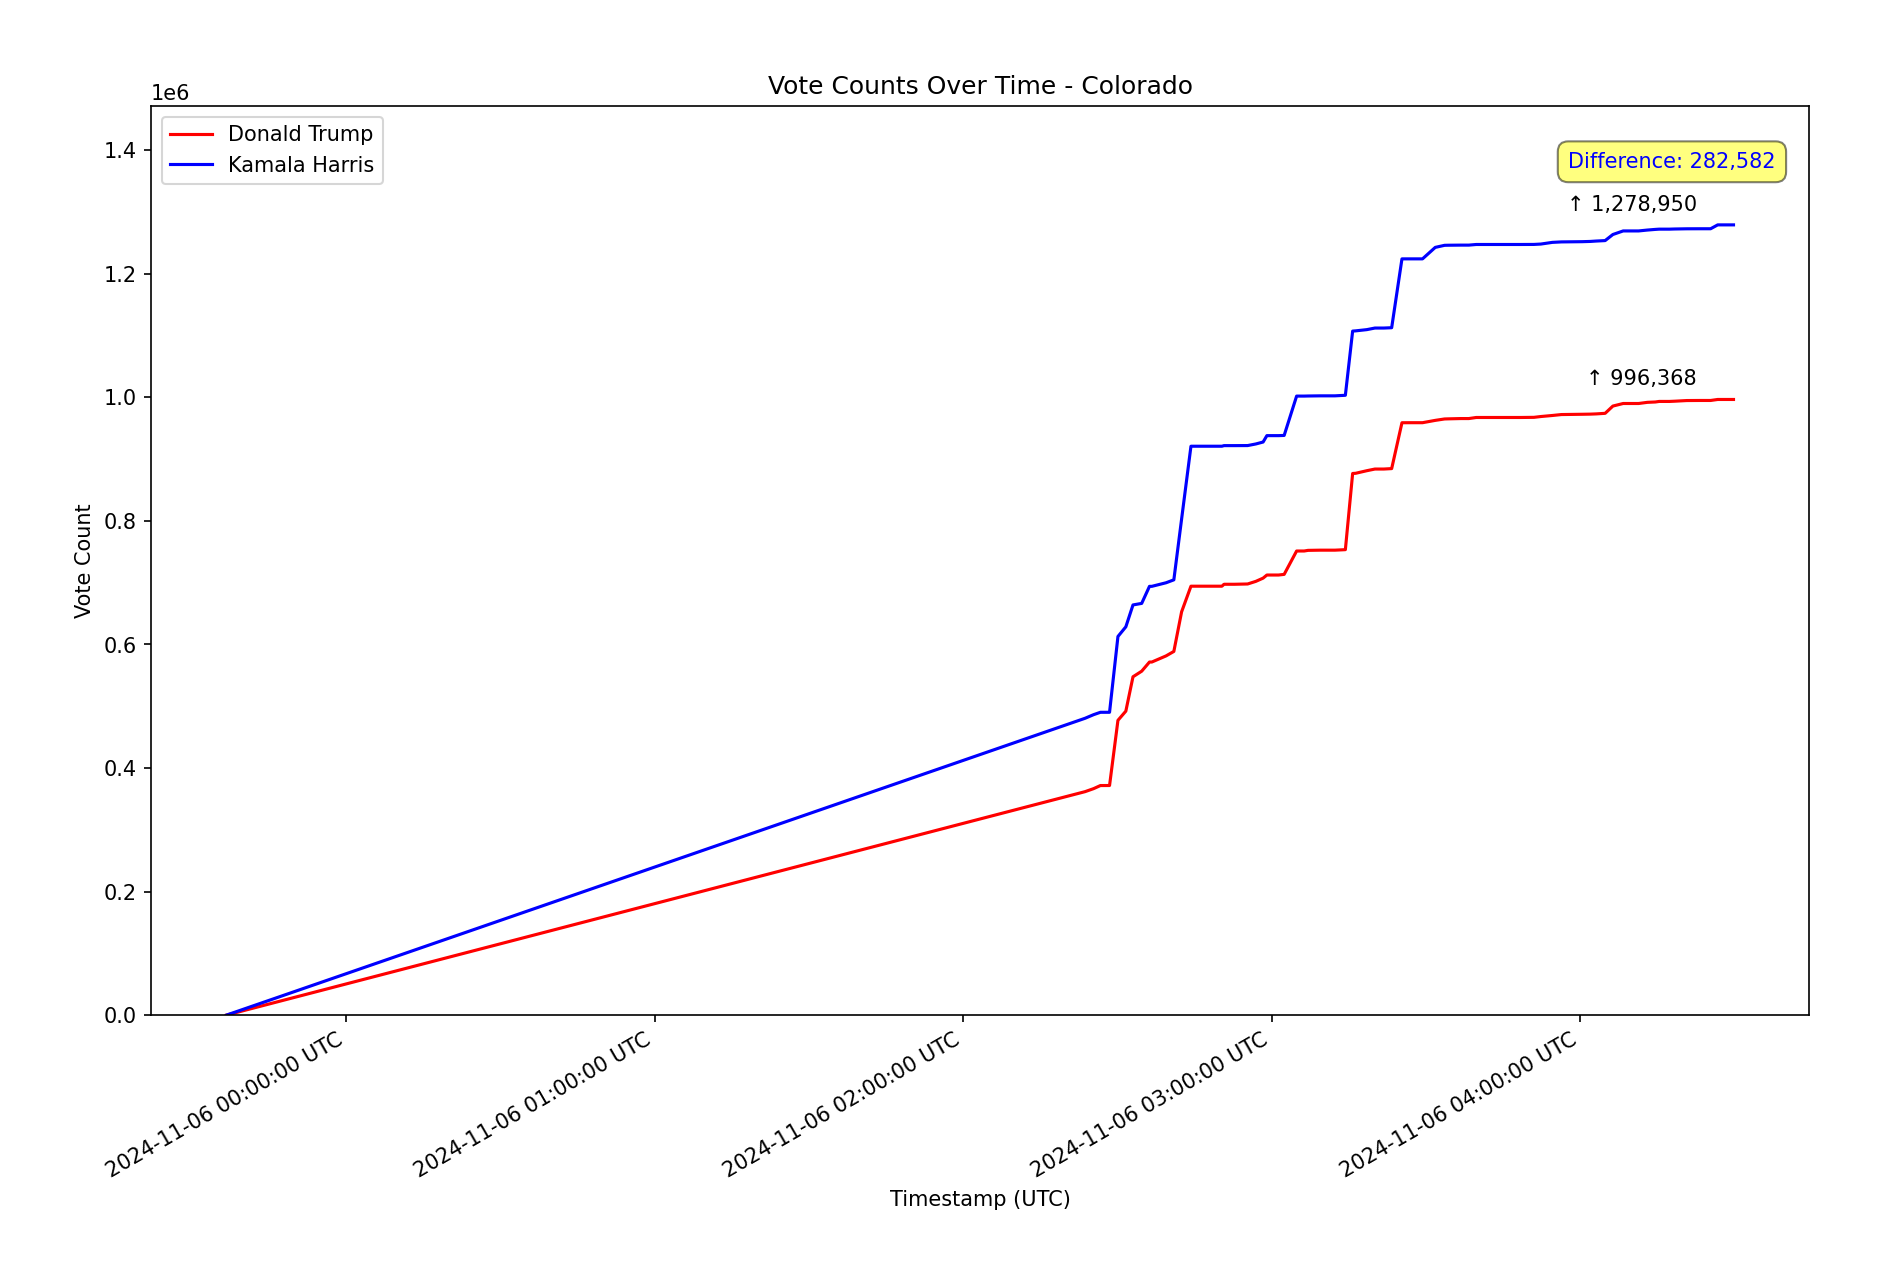 Vote Counts Over Time - Colorado
1e6
Donald Trump
Kamala Harris
Difference: 282,582
↑ 1,278,950
↑ 996,368
Vote Count
1.4
1.2
1.0
0.8
0.6
0.4
0.2
0.0
2024-11-06 00:00:00 UTC
2024-11-06 01:00:00 UTC
2024-11-06 02:00:00 UTC
2024-11-06 03:00:00 UTC
2024-11-06 04:00:00 UTC
Timestamp (UTC)